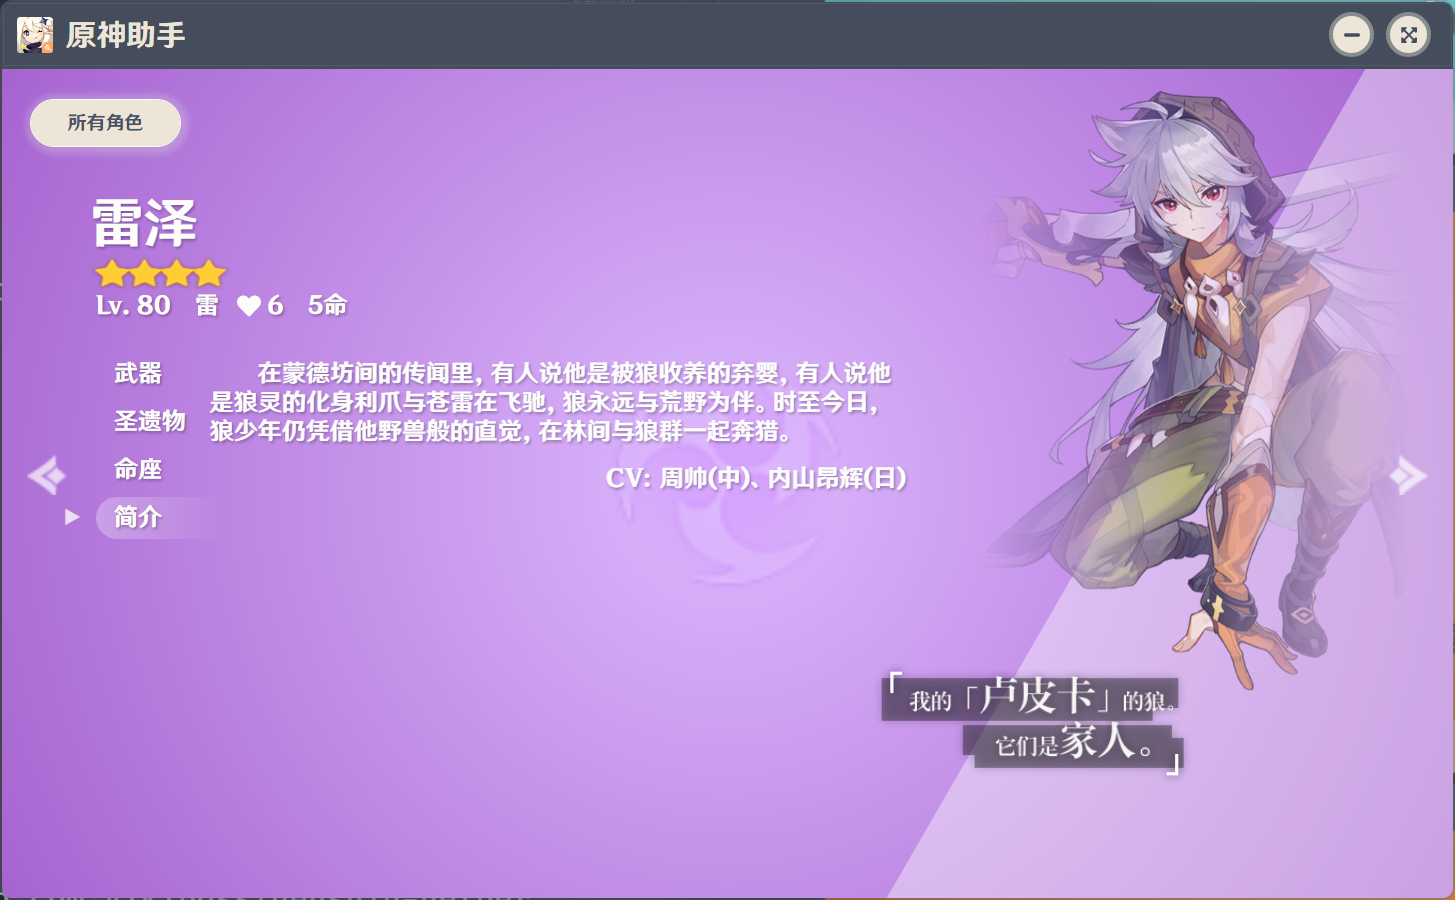 原神助手
所有角色
雷泽
Lv. 80 雷 6 5命
武器
圣遗物
命座
简介
在蒙德坊间的传闻里，有人说他是被狼收养的弃婴，有人说他
是狼灵的化身利爪与苍雷在飞驰，狼永远与荒野为伴。时至今日，
狼少年仍凭借他野兽般的直觉，在林间与狼群一起奔猎。
CV: 周帅(中)、内山昂辉(日)
「我的「卢皮卡」的狼。
它们是家人。」